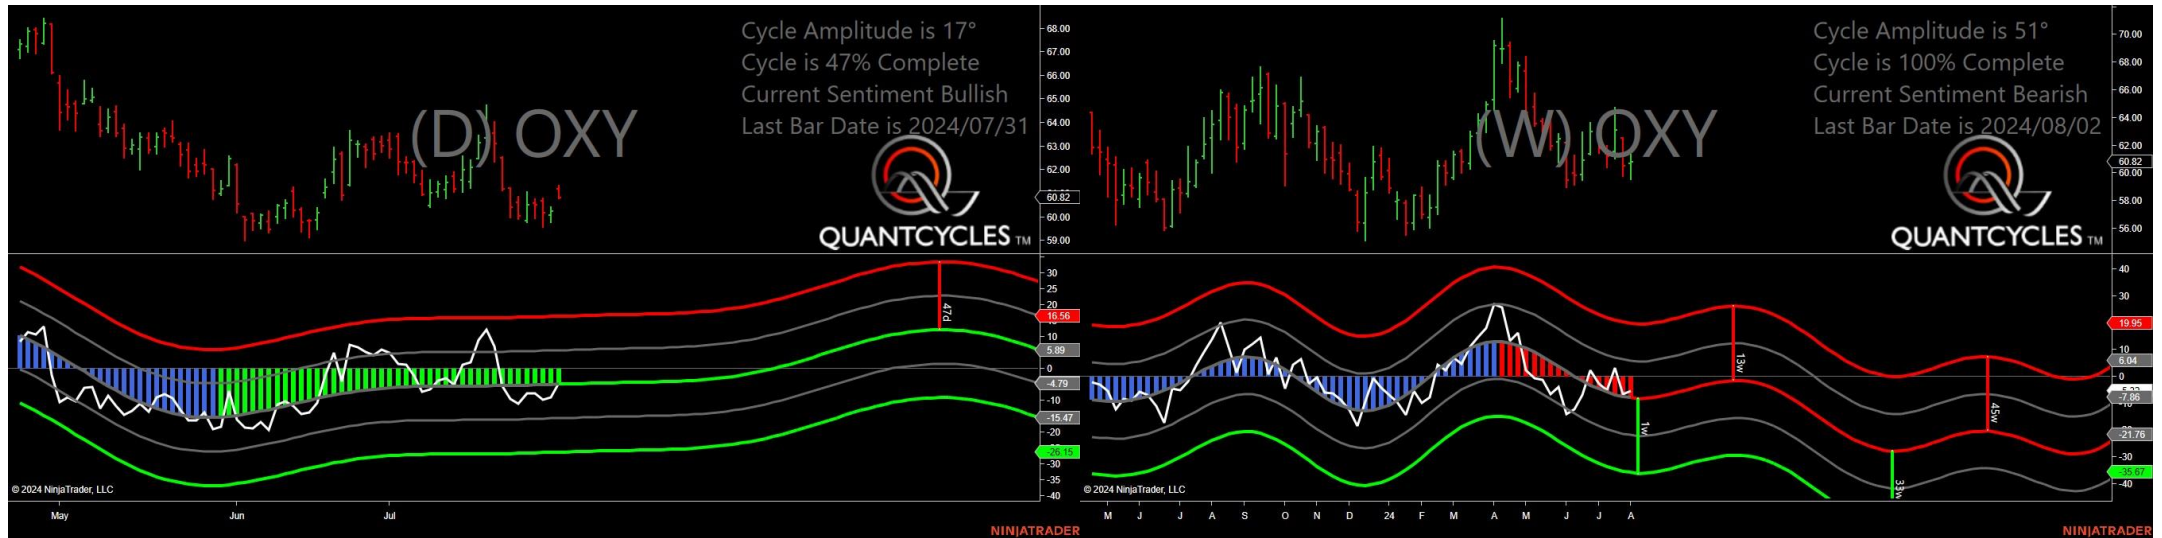 Cycle Amplitude is 17°
Cycle is 47% Complete
Current Sentiment Bullish
Last Bar Date is 2024/07/31
(D) OXY
QUANTCYCLES TM
68.00
67.00
66.00
65.00
64.00
63.00
62.00
60.82
60.00
59.00
47d
30
25
20
16.56
10
5.89
0
-4.79
-10
-15.47
-20
-26.15
-30
-35
-40
© 2024 NinjaTrader, LLC
May Jun Jul
NINJATRADER
Cycle Amplitude is 51°
Cycle is 100% Complete
Current Sentiment Bearish
Last Bar Date is 2024/08/02
(W) OXY
QUANTCYCLES TM
70.00
68.00
66.00
64.00
62.00
60.82
60.00
58.00
56.00
1w
13w
33w
45w
40
30
19.95
10
6.04
0
-7.86
-21.76
-30
-35.67
-40
© 2024 NinjaTrader, LLC
M J J A S O N D 24 F M A M J J A
NINJATRADER